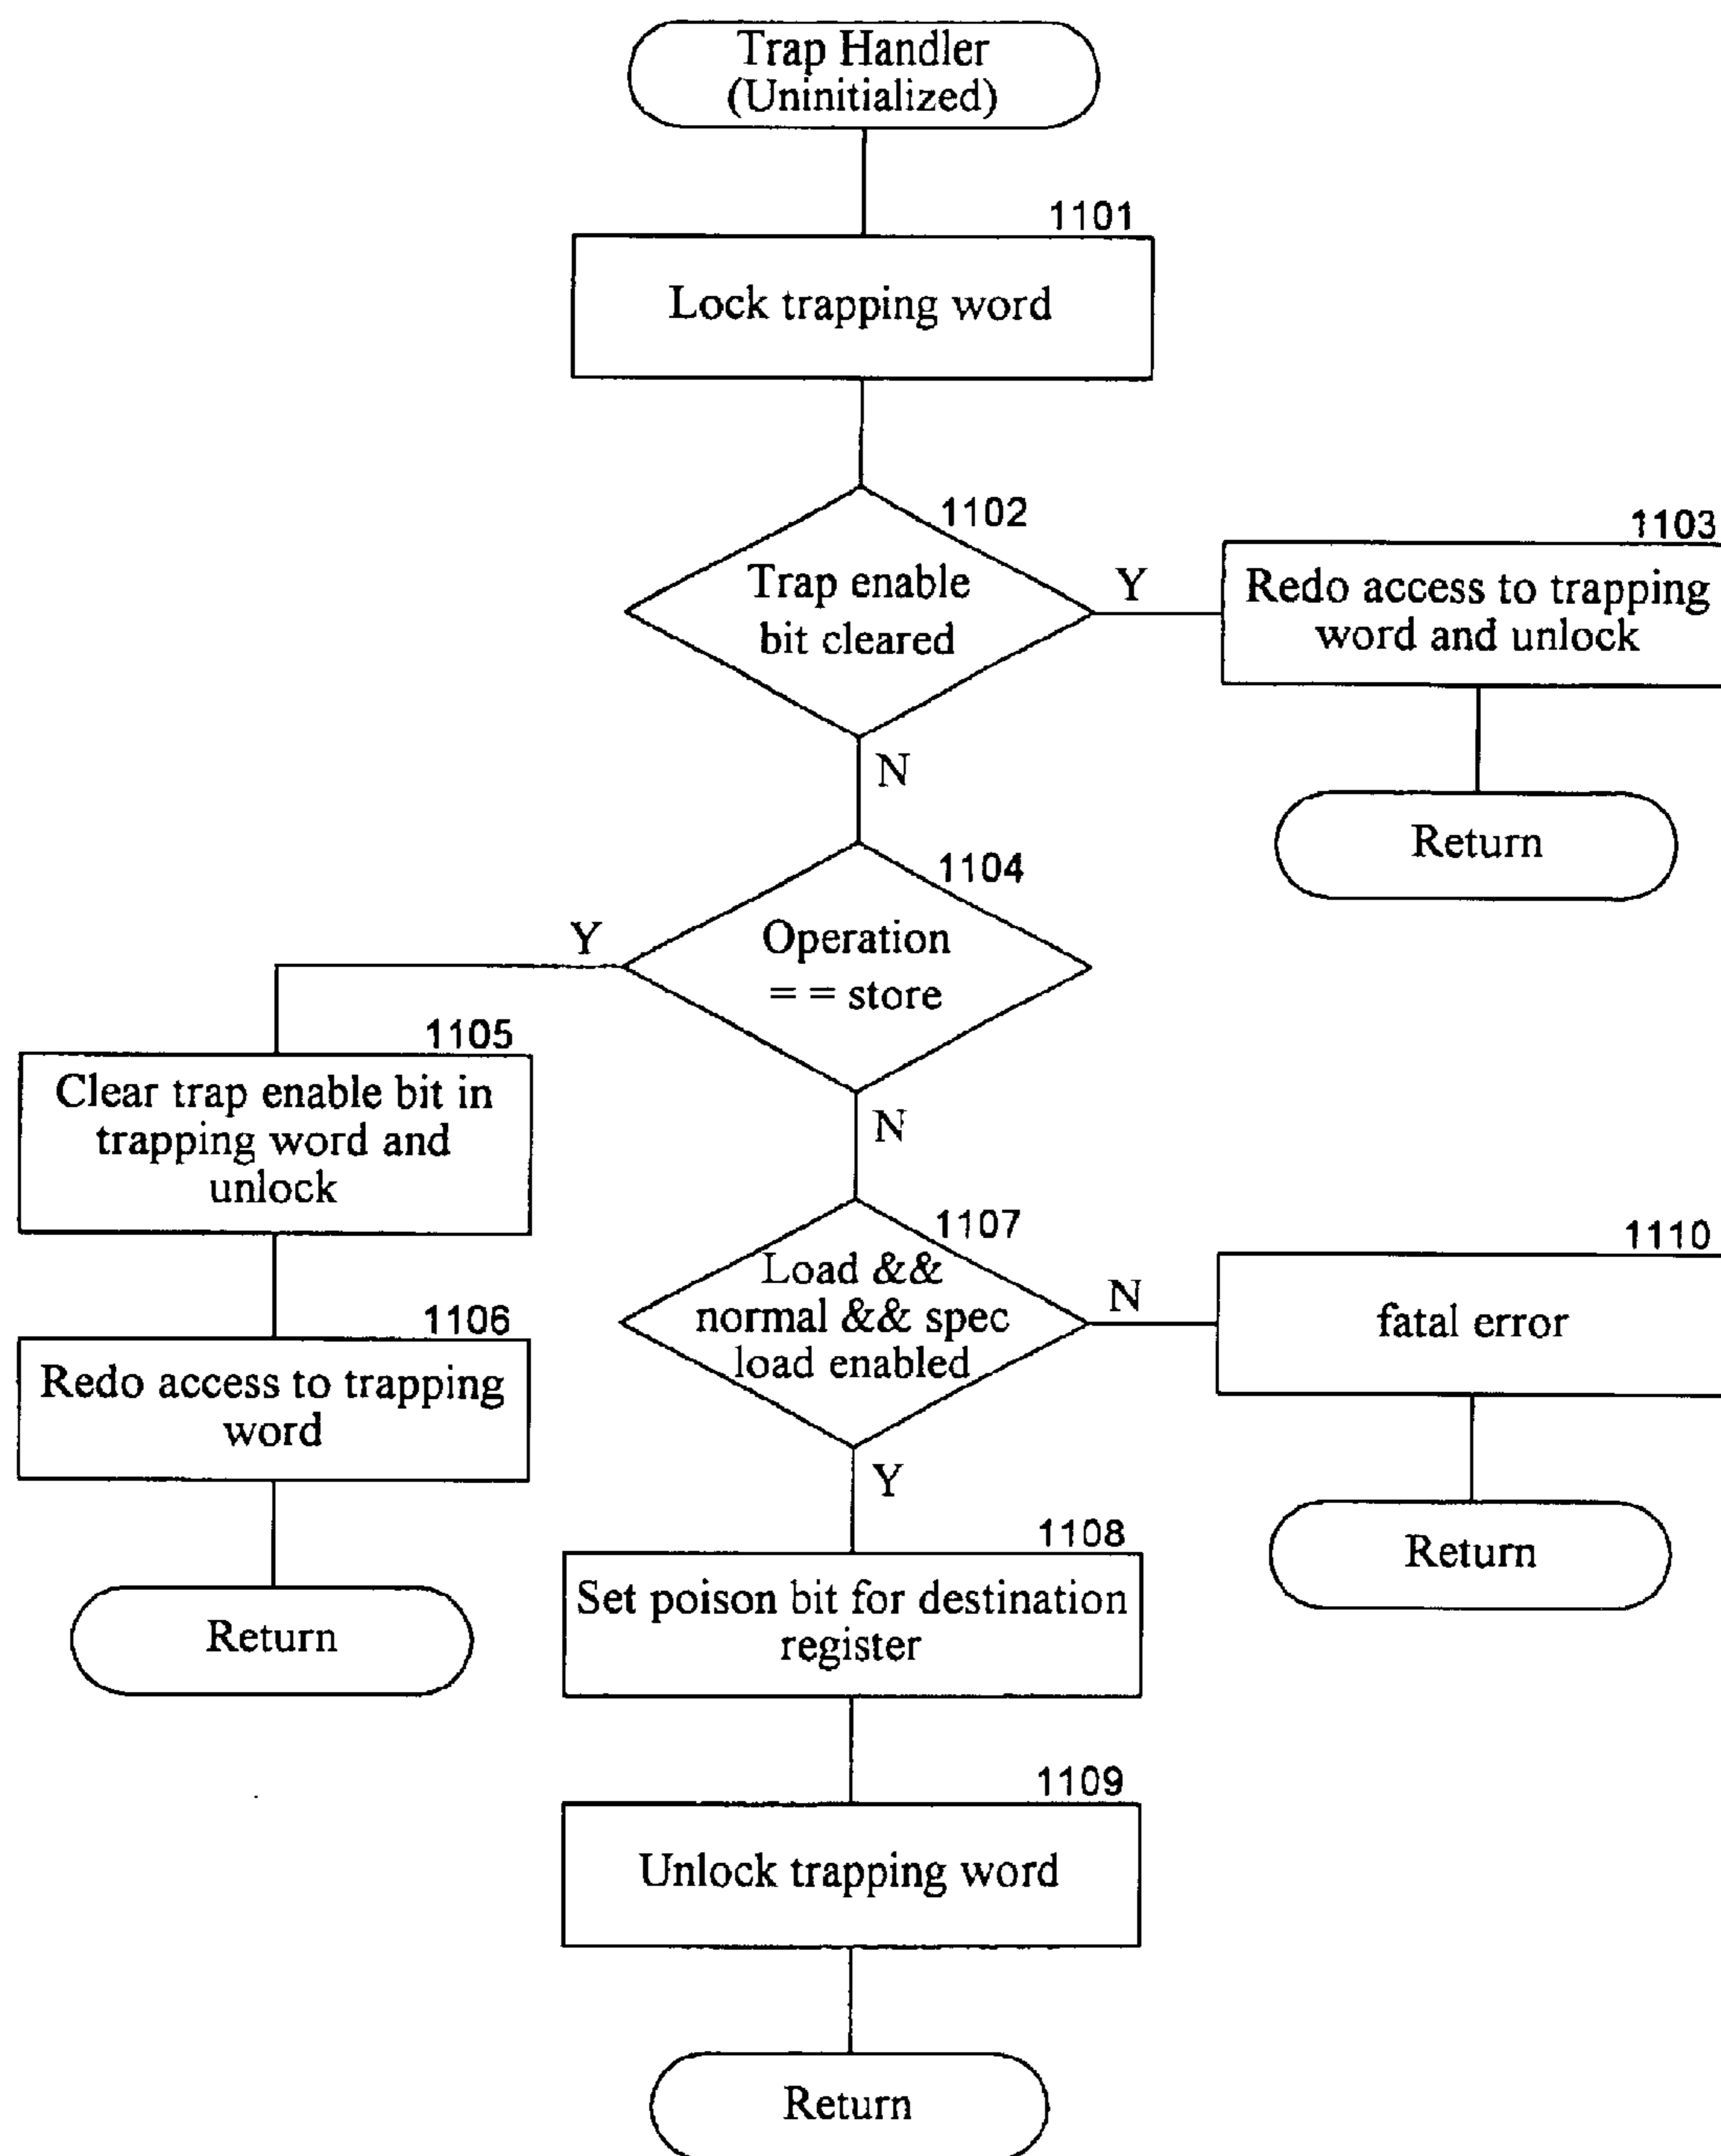 Trap Handler
(Uninitialized)
1101
Lock trapping word
1102
Trap enable
bit cleared
Y
1103
Redo access to trapping
word and unlock
N
Return
1104
Operation
= = store
Y
1105
Clear trap enable bit in
trapping word and
unlock
N
1106
Redo access to trapping
word
1107
Load &&
normal && spec
load enabled
N
1110
fatal error
Y
Return
Return
1108
Set poison bit for destination
register
1109
Unlock trapping word
Return